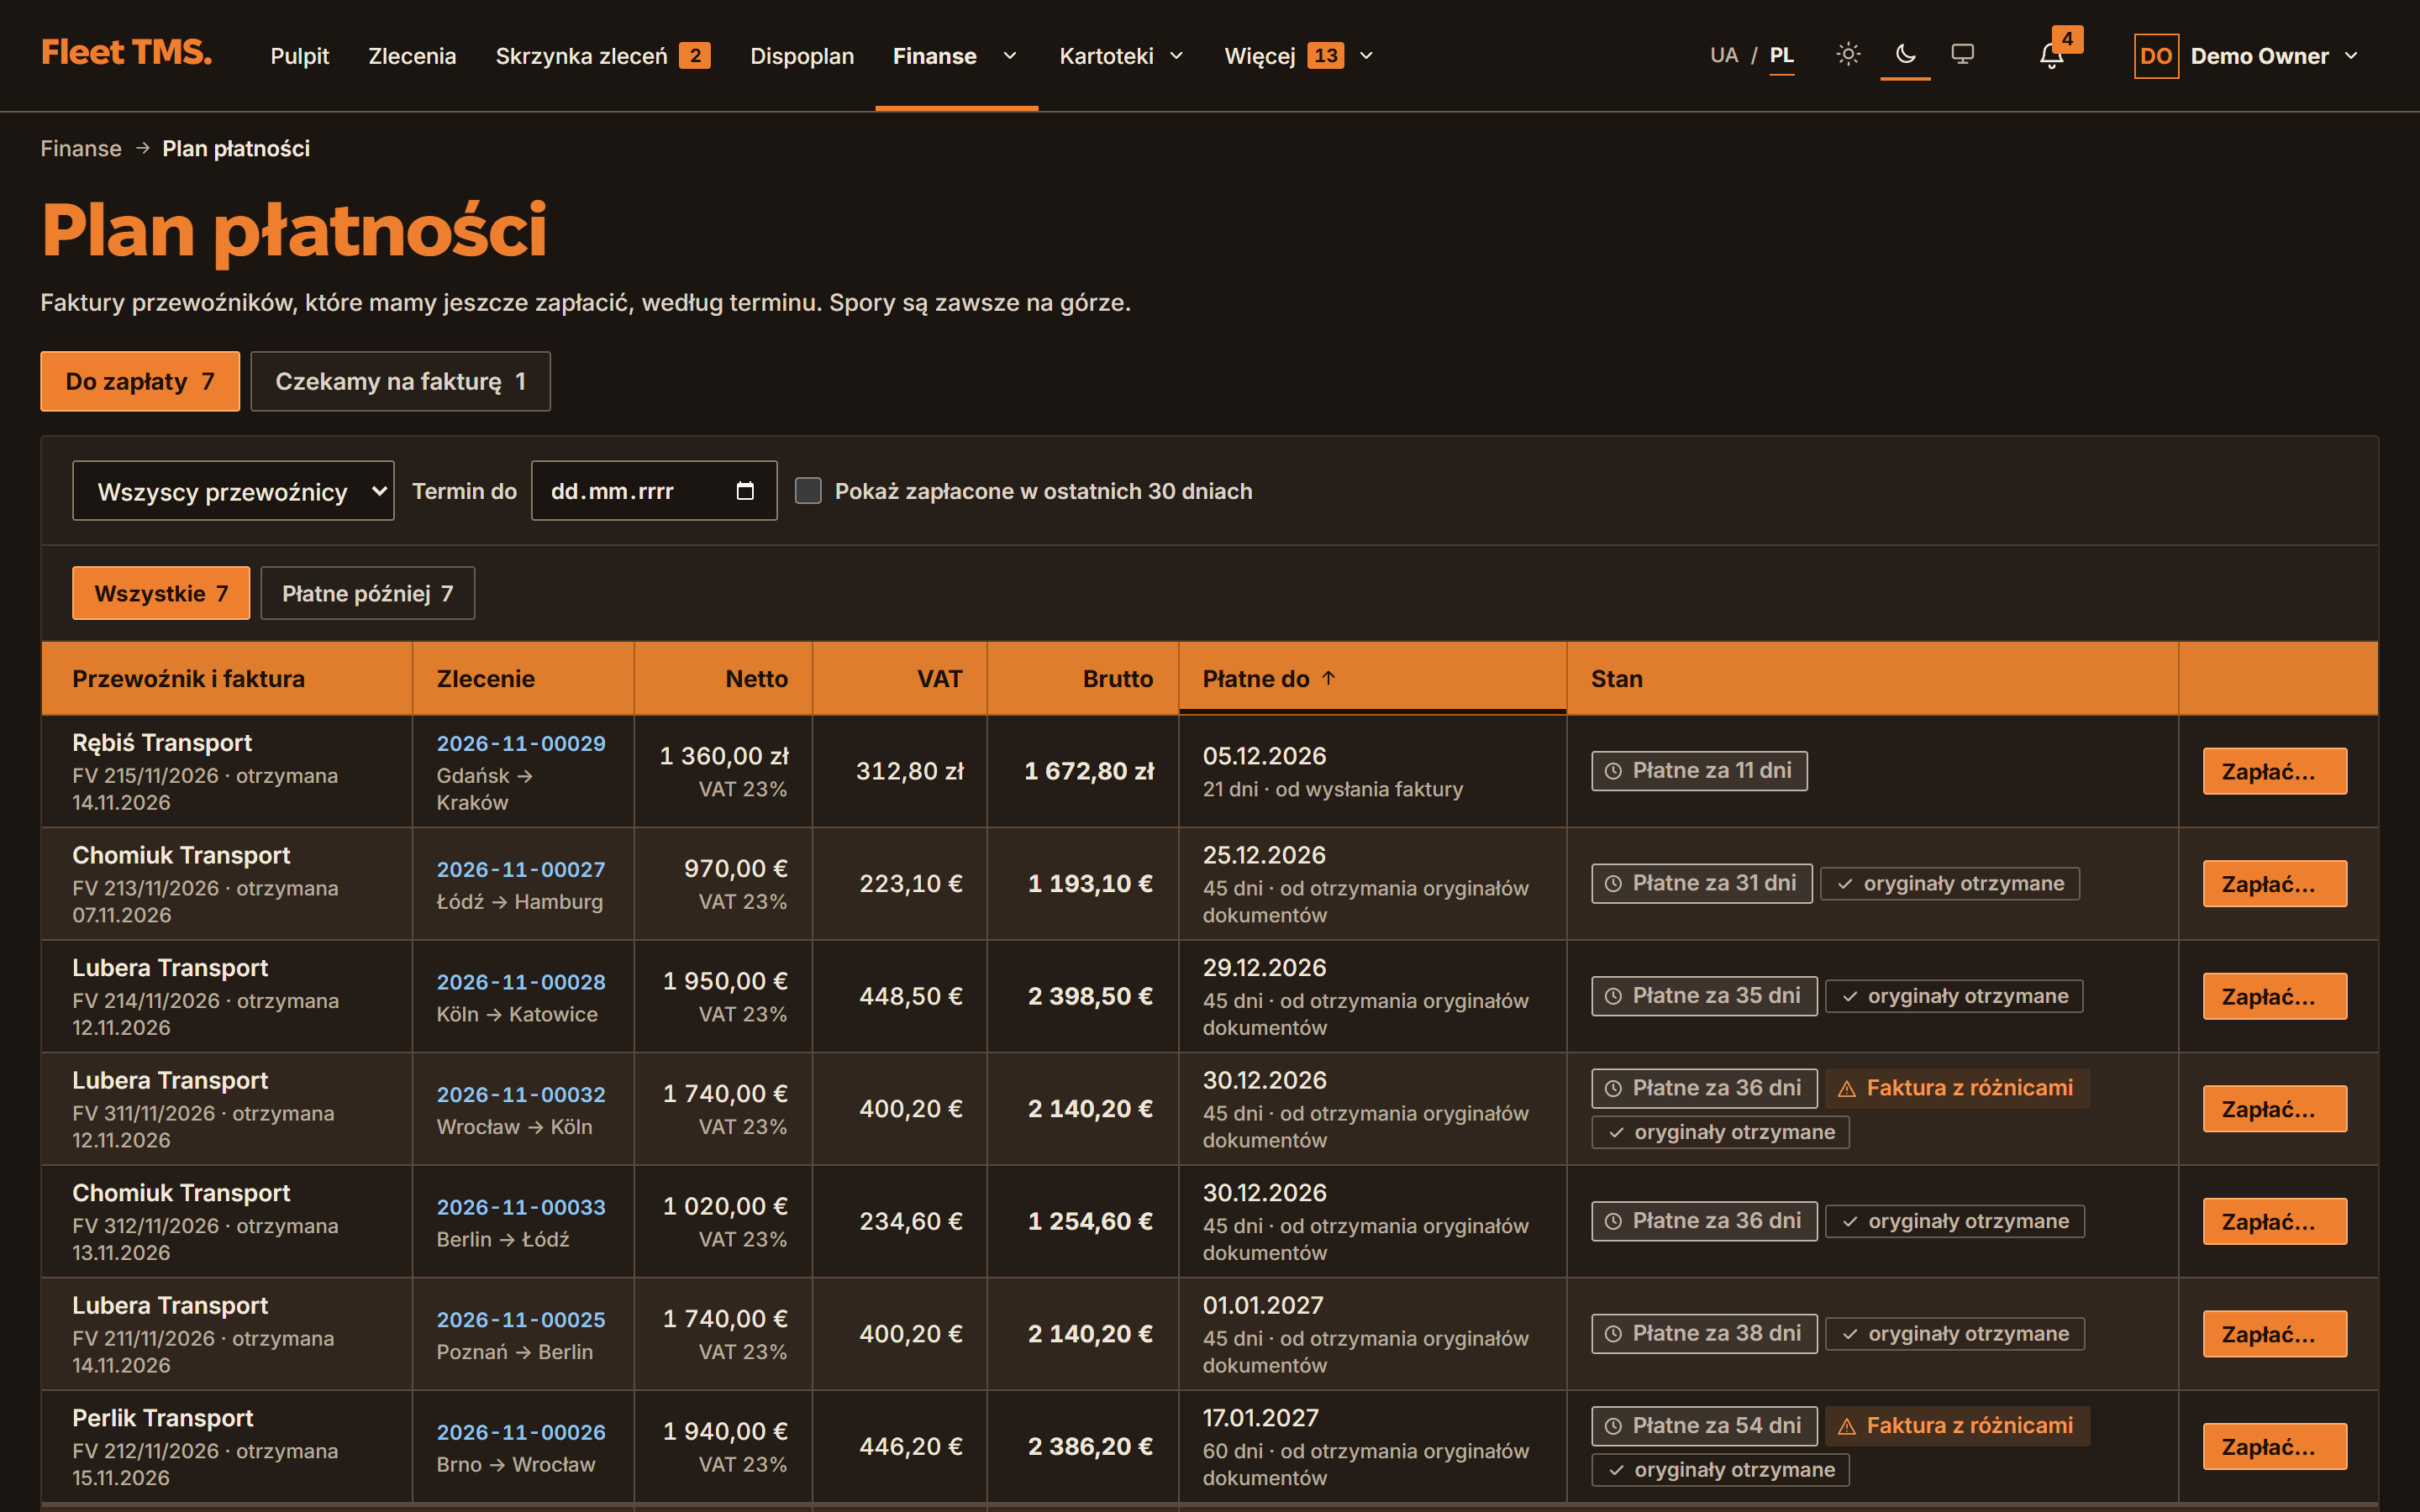 Fleet TMS.
Pulpit
Zlecenia
Skrzynka zleceń 2
Dispoplan
Finanse
Kartoteki
Więcej 13
UA / PL
4
DO Demo Owner
Finanse → Plan płatności
Plan płatności
Faktury przewoźników, które mamy jeszcze zapłacić, według terminu. Spory są zawsze na górze.
Do zapłaty 7
Czekamy na fakturę 1
Wszyscy przewoźnicy
Termin do
dd.mm.rrrr
Pokaż zapłacone w ostatnich 30 dniach
Wszystkie 7
Płatne później 7
Przewoźnik i faktura
Zlecenie
Netto
VAT
Brutto
Płatne do ↑
Stan
Rębiś Transport
FV 215/11/2026 · otrzymana
14.11.2026
2026-11-00029
Gdańsk →
Kraków
1 360,00 zł
VAT 23%
312,80 zł
1 672,80 zł
05.12.2026
21 dni · od wysłania faktury
Płatne za 11 dni
Zapłać...
Chomiuk Transport
FV 213/11/2026 · otrzymana
07.11.2026
2026-11-00027
Łódź → Hamburg
970,00 €
VAT 23%
223,10 €
1 193,10 €
25.12.2026
45 dni · od otrzymania oryginałów
dokumentów
Płatne za 31 dni
oryginały otrzymane
Zapłać...
Lubera Transport
FV 214/11/2026 · otrzymana
12.11.2026
2026-11-00028
Köln → Katowice
1 950,00 €
VAT 23%
448,50 €
2 398,50 €
29.12.2026
45 dni · od otrzymania oryginałów
dokumentów
Płatne za 35 dni
oryginały otrzymane
Zapłać...
Lubera Transport
FV 311/11/2026 · otrzymana
12.11.2026
2026-11-00032
Wrocław → Köln
1 740,00 €
VAT 23%
400,20 €
2 140,20 €
30.12.2026
45 dni · od otrzymania oryginałów
dokumentów
Płatne za 36 dni
Faktura z różnicami
oryginały otrzymane
Zapłać...
Chomiuk Transport
FV 312/11/2026 · otrzymana
13.11.2026
2026-11-00033
Berlin → Łódź
1 020,00 €
VAT 23%
234,60 €
1 254,60 €
30.12.2026
45 dni · od otrzymania oryginałów
dokumentów
Płatne za 36 dni
oryginały otrzymane
Zapłać...
Lubera Transport
FV 211/11/2026 · otrzymana
14.11.2026
2026-11-00025
Poznań → Berlin
1 740,00 €
VAT 23%
400,20 €
2 140,20 €
01.01.2027
45 dni · od otrzymania oryginałów
dokumentów
Płatne za 38 dni
oryginały otrzymane
Zapłać...
Perlik Transport
FV 212/11/2026 · otrzymana
15.11.2026
2026-11-00026
Brno → Wrocław
1 940,00 €
VAT 23%
446,20 €
2 386,20 €
17.01.2027
60 dni · od otrzymania oryginałów
dokumentów
Płatne za 54 dni
Faktura z różnicami
oryginały otrzymane
Zapłać...